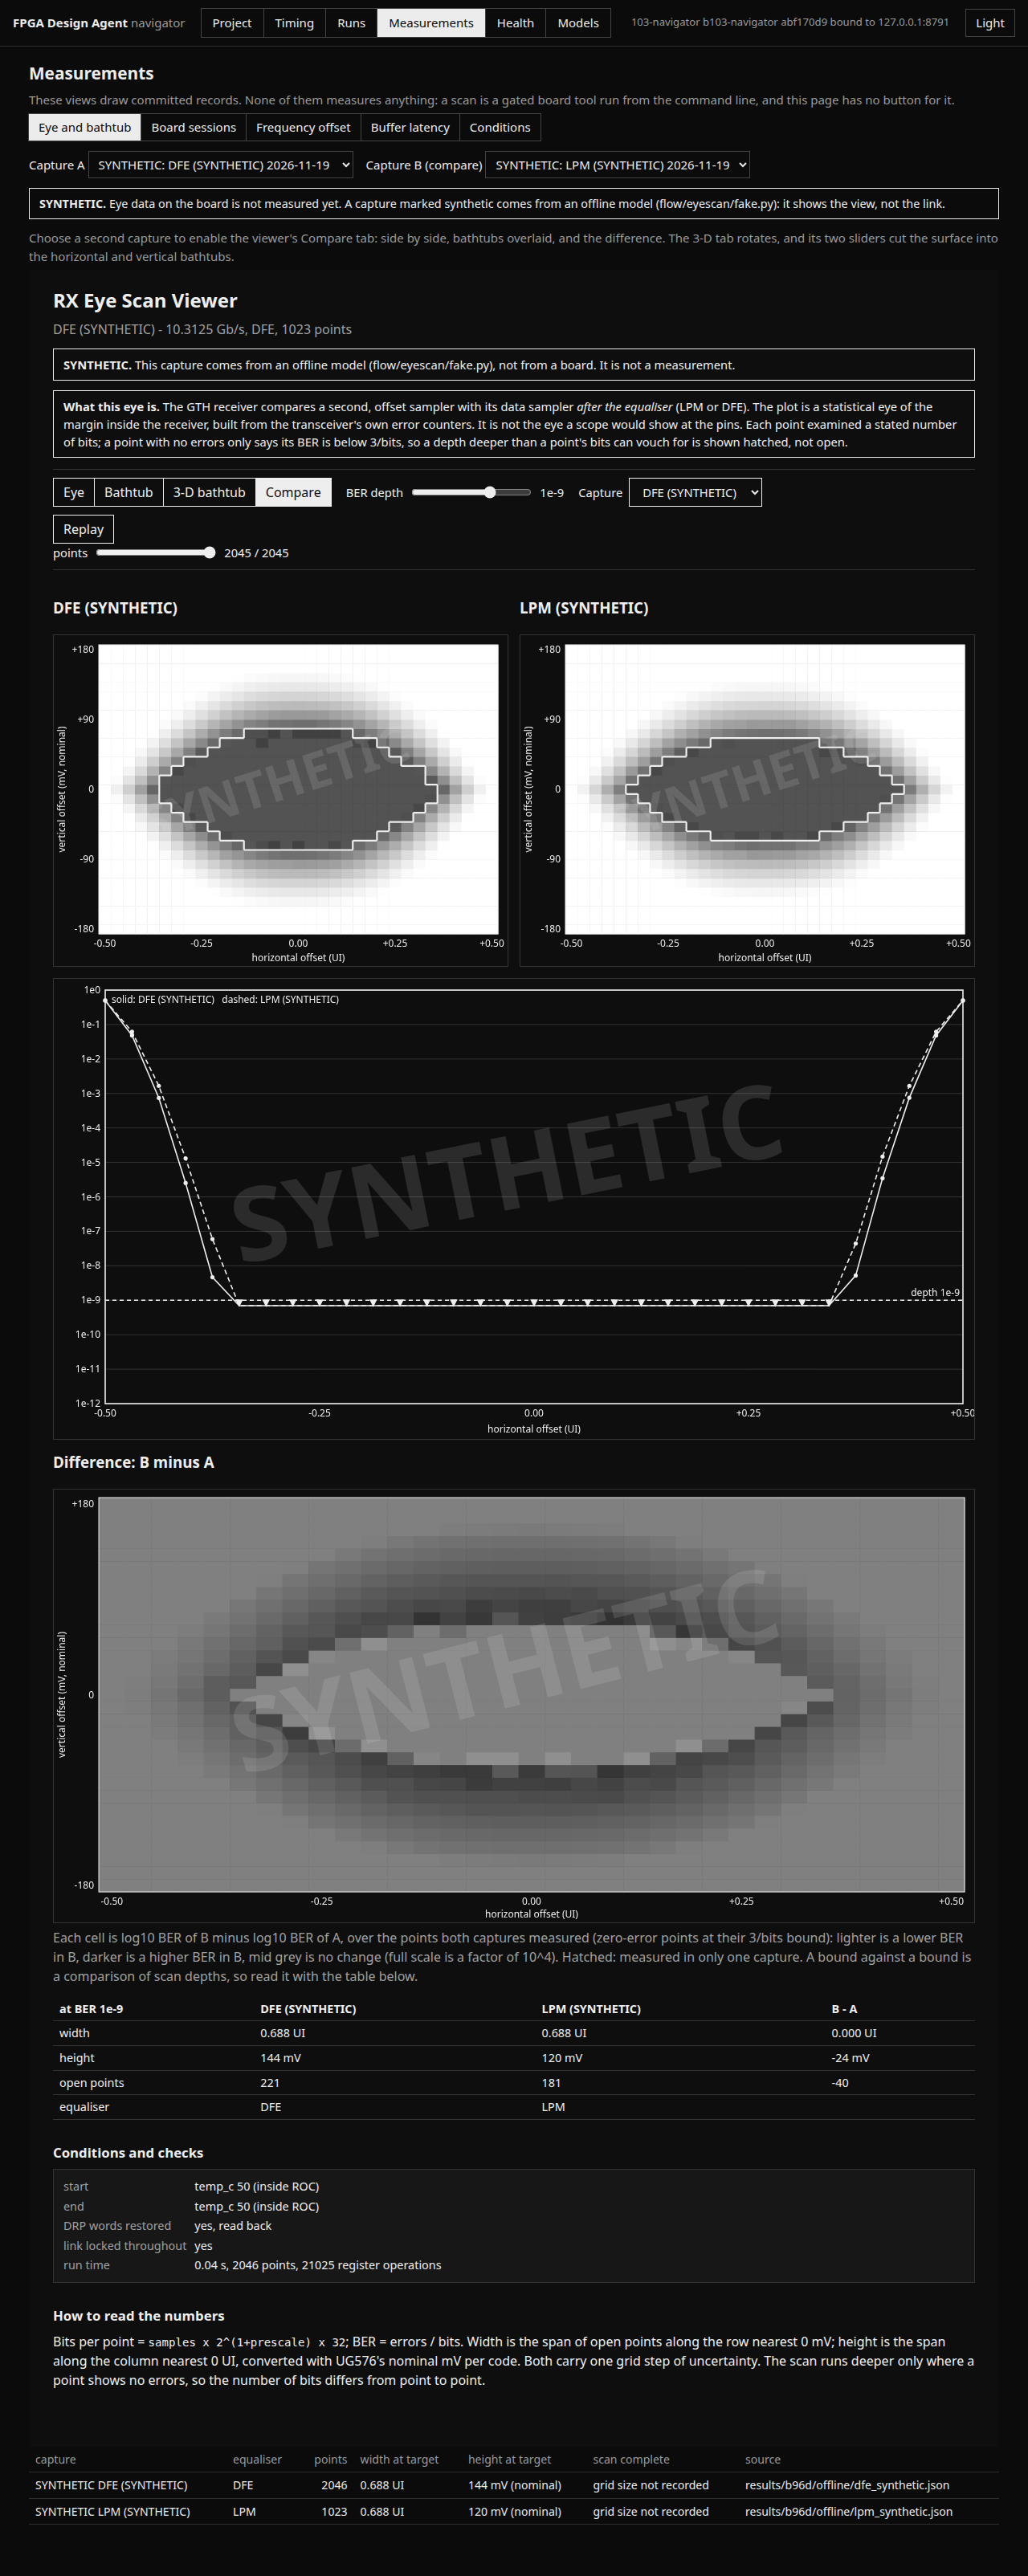 FPGA Design Agent navigator
Project
Timing
Runs
Measurements
Health
Models
103-navigator b103-navigator abf170d9 bound to 127.0.0.1:8791
Light
Measurements
These views draw committed records. None of them measures anything: a scan is a gated board tool run from the command line, and this page has no button for it.
Eye and bathtub
Board sessions
Frequency offset
Buffer latency
Conditions
Capture A SYNTHETIC: DFE (SYNTHETIC) 2026-11-19 Capture B (compare) SYNTHETIC: LPM (SYNTHETIC) 2026-11-19
SYNTHETIC. Eye data on the board is not measured yet. A capture marked synthetic comes from an offline model (flow/eyescan/fake.py): it shows the view, not the link.
Choose a second capture to enable the viewer's Compare tab: side by side, bathtubs overlaid, and the difference. The 3-D tab rotates, and its two sliders cut the surface into
the horizontal and vertical bathtubs.
RX Eye Scan Viewer
DFE (SYNTHETIC) - 10.3125 Gb/s, DFE, 1023 points
SYNTHETIC. This capture comes from an offline model (flow/eyescan/fake.py), not from a board. It is not a measurement.
What this eye is. The GTH receiver compares a second, offset sampler with its data sampler after the equaliser (LPM or DFE). The plot is a statistical eye of the
margin inside the receiver, built from the transceiver's own error counters. It is not the eye a scope would show at the pins. Each point examined a stated number
of bits; a point with no errors only says its BER is below 3/bits, so a depth deeper than a point's bits can vouch for is shown hatched, not open.
Eye
Bathtub
3-D bathtub
Compare
BER depth 1e-9 Capture DFE (SYNTHETIC)
Replay
points 2045 / 2045
DFE (SYNTHETIC)
+180
+90
0
-90
-180
vertical offset (mV, nominal)
-0.50
-0.25
0.00
+0.25
+0.50
horizontal offset (UI)
LPM (SYNTHETIC)
+180
+90
0
-90
-180
vertical offset (mV, nominal)
-0.50
-0.25
0.00
+0.25
+0.50
horizontal offset (UI)
1e0
1e-1
1e-2
1e-3
1e-4
1e-5
1e-6
1e-7
1e-8
1e-9
1e-10
1e-11
1e-12
solid: DFE (SYNTHETIC) dashed: LPM (SYNTHETIC)
SYNTHETIC
depth 1e-9
-0.50
-0.25
0.00
+0.25
+0.50
horizontal offset (UI)
Difference: B minus A
+180
0
-180
vertical offset (mV, nominal)
SYNTHETIC
-0.50
-0.25
0.00
+0.25
+0.50
horizontal offset (UI)
Each cell is log10 BER of B minus log10 BER of A, over the points both captures measured (zero-error points at their 3/bits bound): lighter is a lower BER
in B, darker is a higher BER in B, mid grey is no change (full scale is a factor of 10^4). Hatched: measured in only one capture. A bound against a bound is
a comparison of scan depths, so read it with the table below.
at BER 1e-9 DFE (SYNTHETIC) LPM (SYNTHETIC) B - A
width 0.688 UI 0.688 UI 0.000 UI
height 144 mV 120 mV -24 mV
open points 221 181 -40
equaliser DFE LPM
Conditions and checks
start temp_c 50 (inside ROC)
end temp_c 50 (inside ROC)
DRP words restored yes, read back
link locked throughout yes
run time 0.04 s, 2046 points, 21025 register operations
How to read the numbers
Bits per point = samples x 2^(1+prescale) x 32; BER = errors / bits. Width is the span of open points along the row nearest 0 mV; height is the span
along the column nearest 0 UI, converted with UG576's nominal mV per code. Both carry one grid step of uncertainty. The scan runs deeper only where a
point shows no errors, so the number of bits differs from point to point.
capture equaliser points width at target height at target scan complete source
SYNTHETIC DFE (SYNTHETIC) DFE 2046 0.688 UI 144 mV (nominal) grid size not recorded results/b96d/offline/dfe_synthetic.json
SYNTHETIC LPM (SYNTHETIC) LPM 1023 0.688 UI 120 mV (nominal) grid size not recorded results/b96d/offline/lpm_synthetic.json